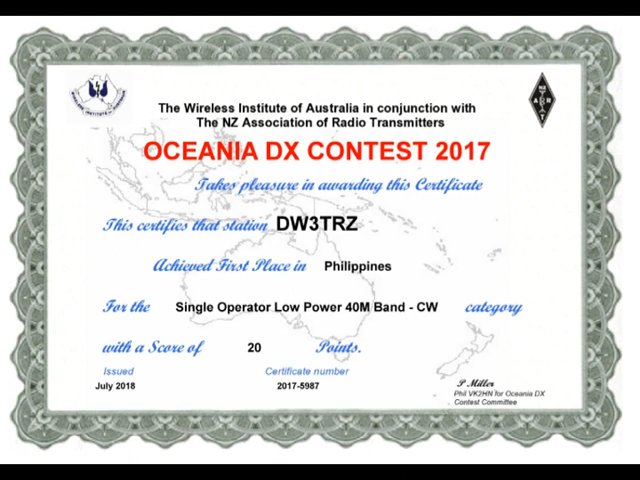 The Wireless Institute of Australia in conjunction with
The NZ Association of Radio Transmitters
OCEANIA DX CONTEST 2017
Takes pleasure in awarding this Certificate
This certifies that station DW3TRZ
Achieved First Place in Philippines
For the Single Operator Low Power 40M Band - CW category
with a Score of 20 Points.
Issued Certificate number
July 2018 2017-5987
P Miller
Phil VK2HN for Oceania DX
Contest Committee